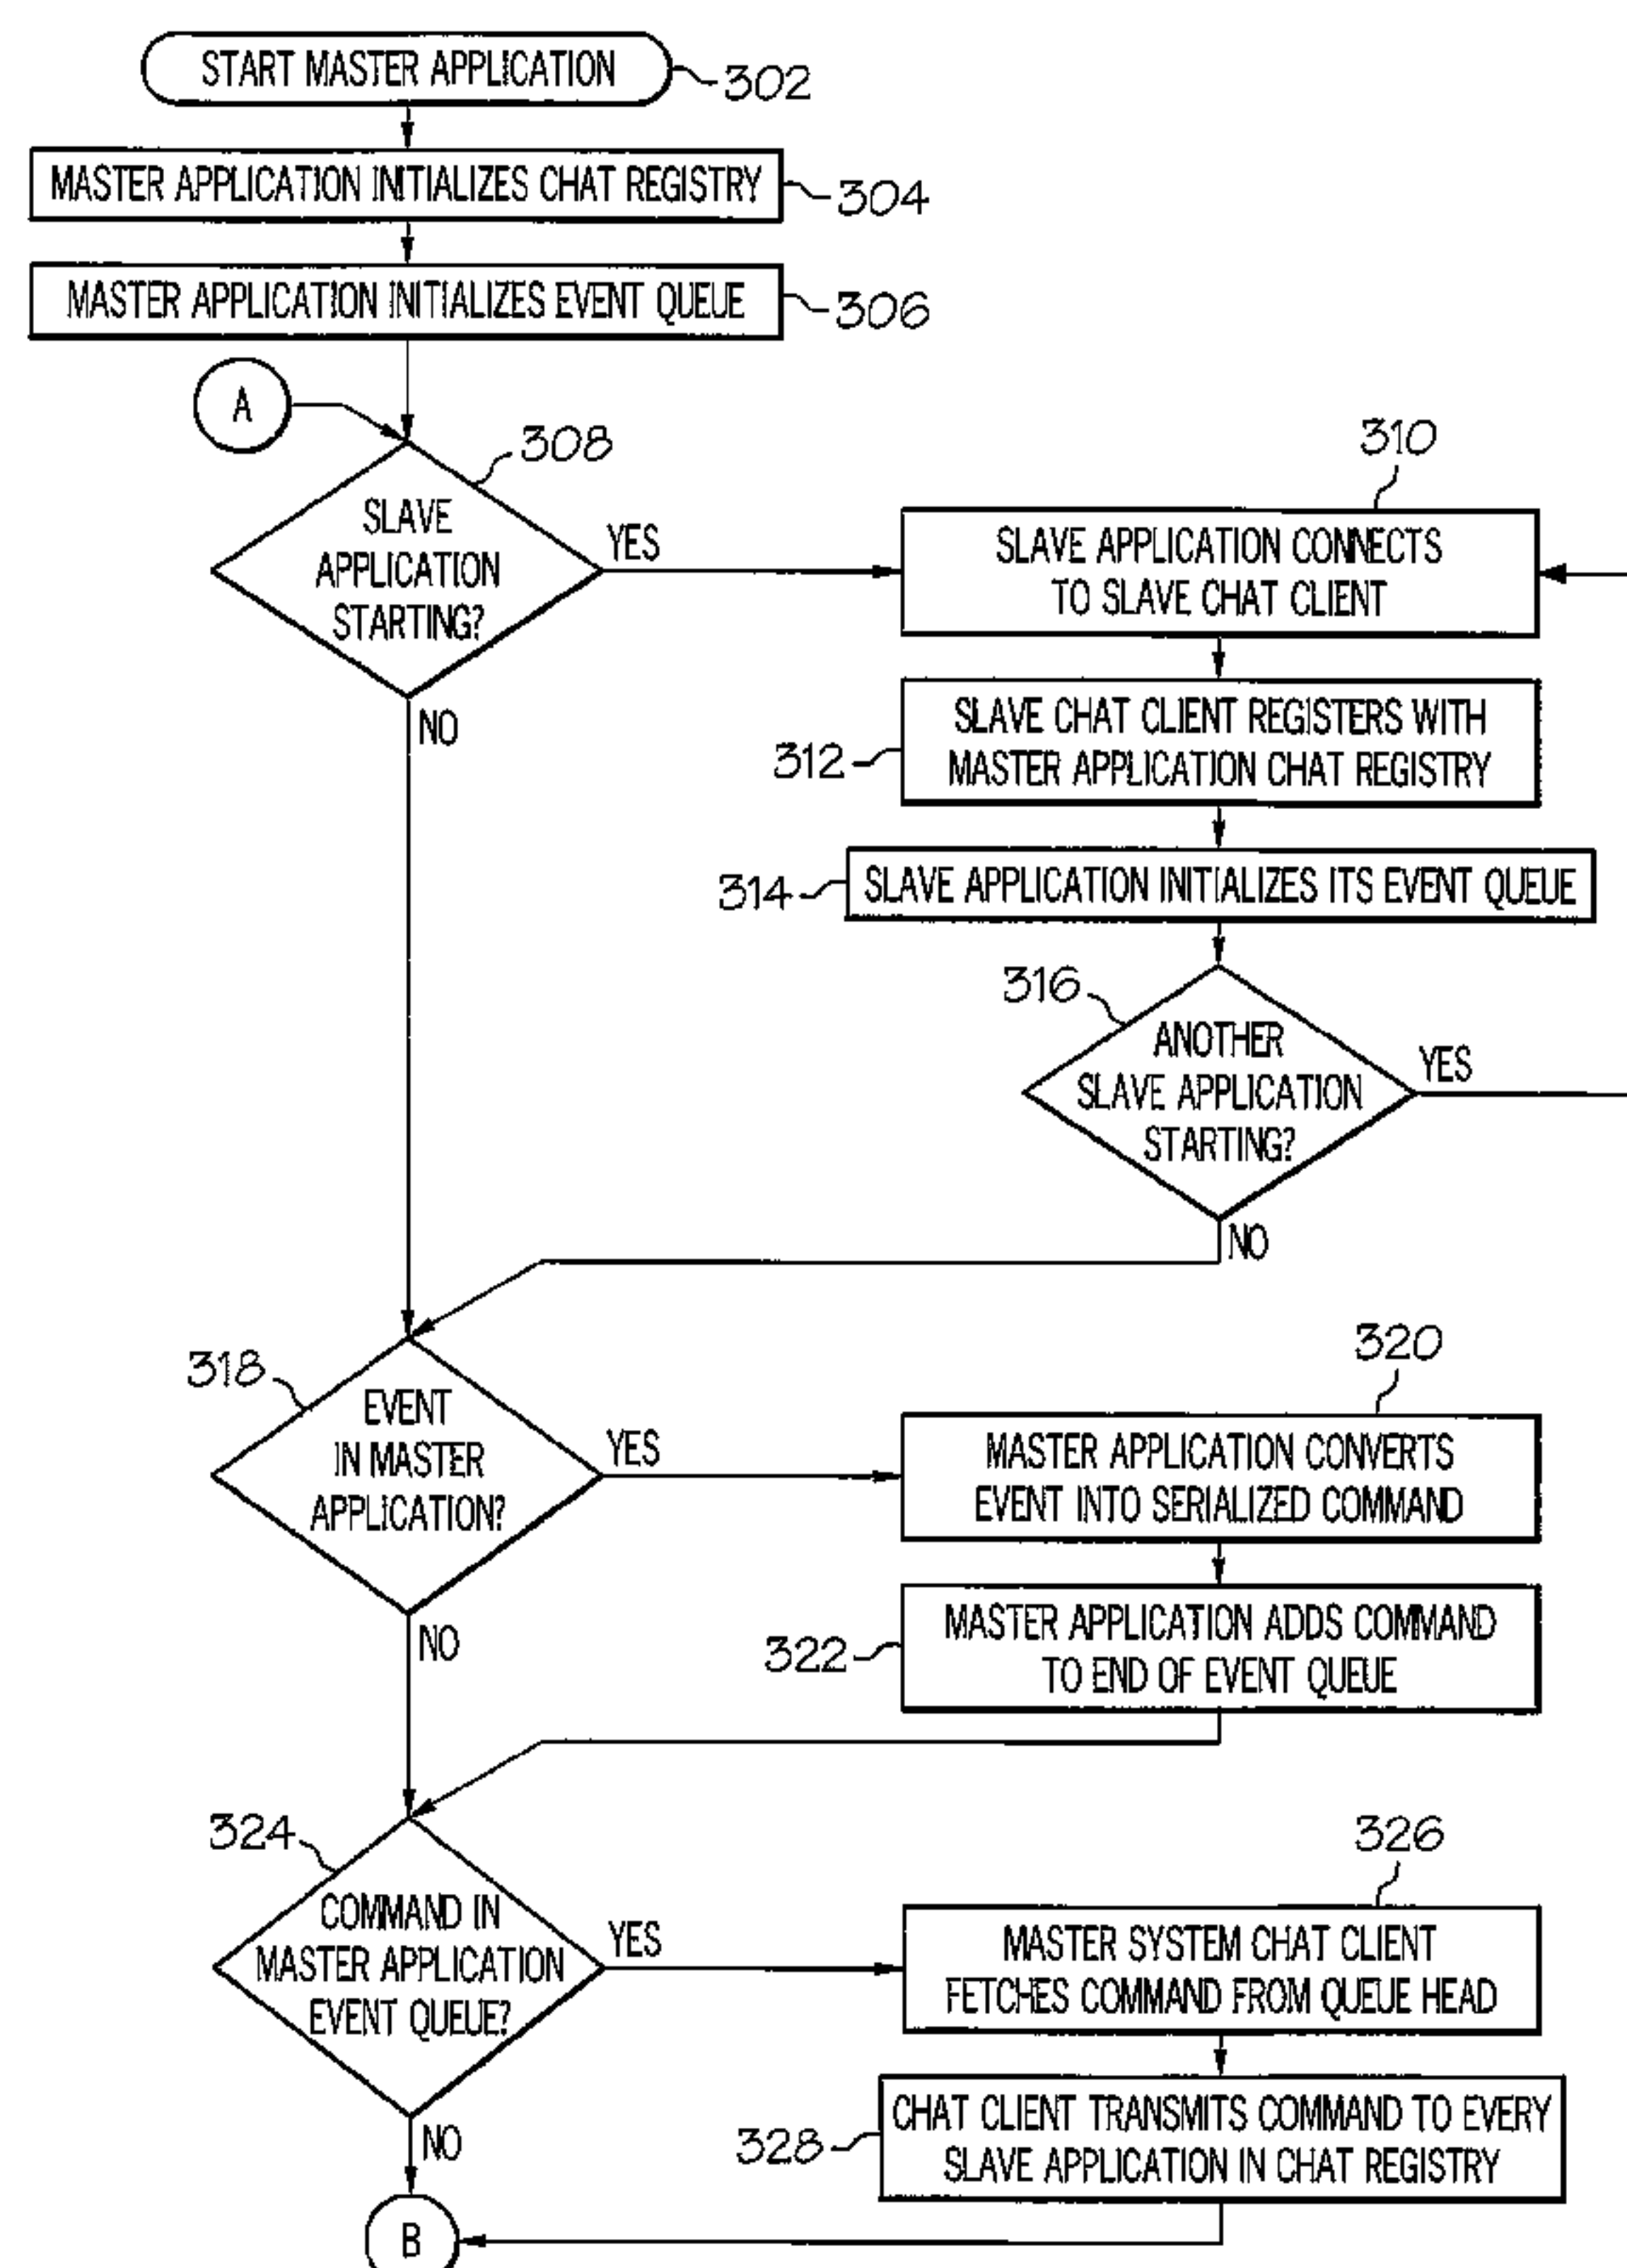 START MASTER APPLICATION
302
MASTER APPLICATION INITIALIZES CHAT REGISTRY
304
MASTER APPLICATION INITIALIZES EVENT QUEUE
306
A
308
SLAVE
APPLICATION
STARTING?
YES
NO
310
SLAVE APPLICATION CONNECTS
TO SLAVE CHAT CLIENT
312
SLAVE CHAT CLIENT REGISTERS WITH
MASTER APPLICATION CHAT REGISTRY
314
SLAVE APPLICATION INITIALIZES ITS EVENT QUEUE
316
ANOTHER
SLAVE APPLICATION
STARTING?
YES
NO
318
EVENT
IN MASTER
APPLICATION?
YES
NO
320
MASTER APPLICATION CONVERTS
EVENT INTO SERIALIZED COMMAND
322
MASTER APPLICATION ADDS COMMAND
TO END OF EVENT QUEUE
324
COMMAND IN
MASTER APPLICATION
EVENT QUEUE?
YES
NO
326
MASTER SYSTEM CHAT CLIENT
FETCHES COMMAND FROM QUEUE HEAD
328
CHAT CLIENT TRANSMITS COMMAND TO EVERY
SLAVE APPLICATION IN CHAT REGISTRY
B